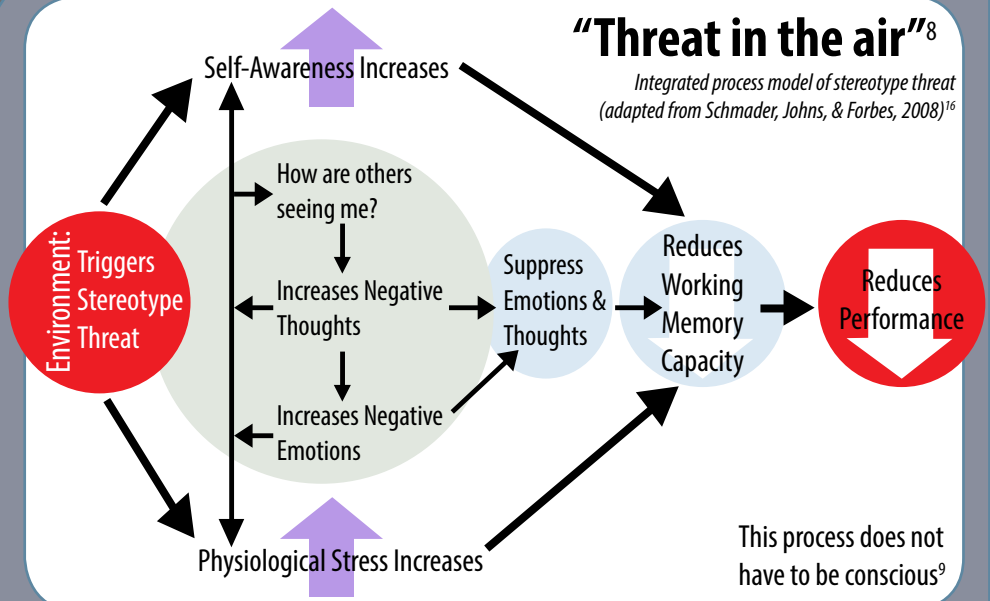 “Threat in the air”8
Integrated process model of stereotype threat
(adapted from Schmader, Johns, & Forbes, 2008)16
Self-Awareness Increases
How are others
seeing me?
Environment:
Triggers
Stereotype
Threat
Increases Negative
Thoughts
Increases Negative
Emotions
Suppress
Emotions &
Thoughts
Reduces
Working
Memory
Capacity
Reduces
Performance
Physiological Stress Increases
This process does not
have to be conscious9